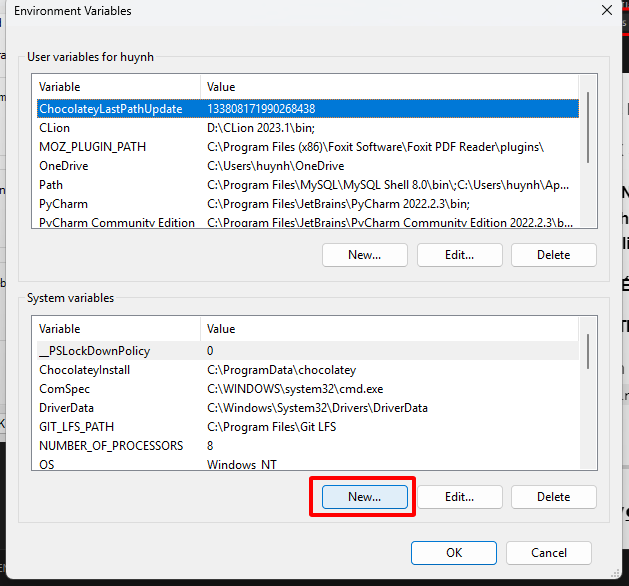 Environment Variables
User variables for huynh
Variable Value
ChocolateyLastPathUpdate 133808171990268438
CLion D:\CLion 2023.1\bin;
MOZ_PLUGIN_PATH C:\Program Files (x86)\Foxit Software\Foxit PDF Reader\plugins\
OneDrive C:\Users\huynh\OneDrive
Path C:\Program Files\MySQL\MySQL Shell 8.0\bin\;C:\Users\huynh\Ap...
PyCharm C:\Program Files\JetBrains\PyCharm 2022.2.3\bin;
PyCharm Community Edition C:\Program Files\JetBrains\PyCharm Community Edition 2022.2.3\b...
New... Edit... Delete
System variables
Variable Value
__PSLockDownPolicy 0
ChocolateyInstall C:\ProgramData\chocolatey
ComSpec C:\WINDOWS\system32\cmd.exe
DriverData C:\Windows\System32\Drivers\DriverData
GIT_LFS_PATH C:\Program Files\Git LFS
NUMBER_OF_PROCESSORS 8
OS Windows_NT
New... Edit... Delete
OK Cancel